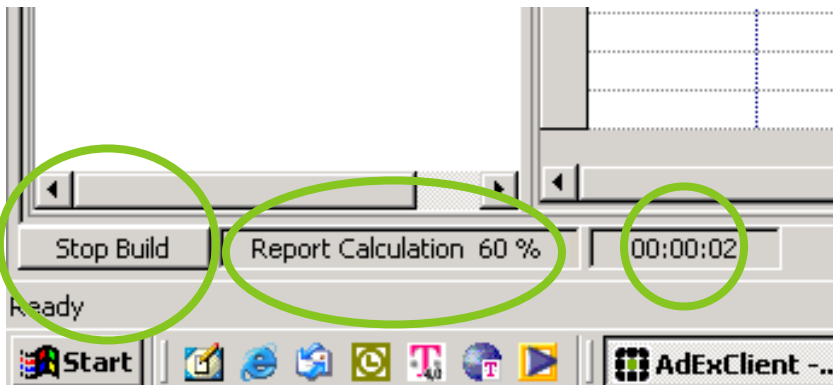 Stop Build
Report Calculation 60 %
00:00:02
Ready
Start
AdExClient -..